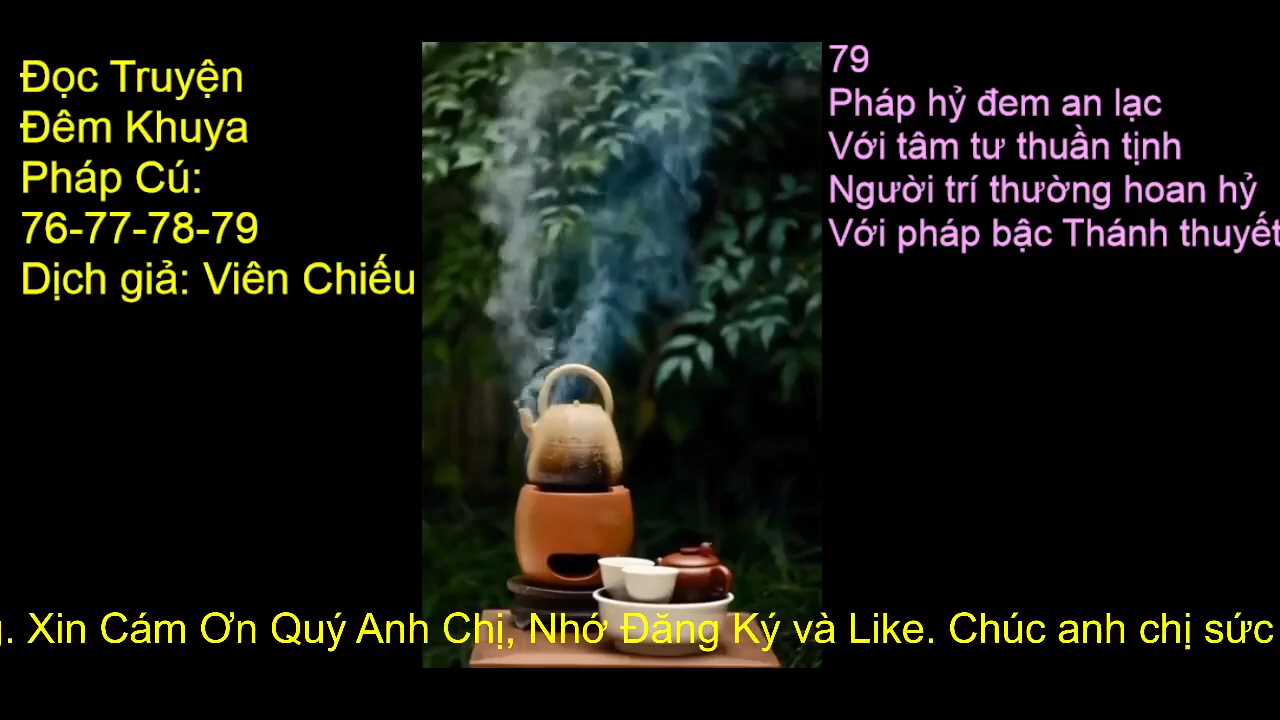 Đọc Truyện
Đêm Khuya
Pháp Cú:
76-77-78-79
Dịch giả: Viên Chiếu
79
Pháp hỷ đem an lạc
Với tâm tư thuần tịnh
Người trí thường hoan hỷ
Với pháp bậc Thánh thuyết
. Xin Cám Ơn Quý Anh Chị, Nhớ Đăng Ký và Like. Chúc anh chị sức